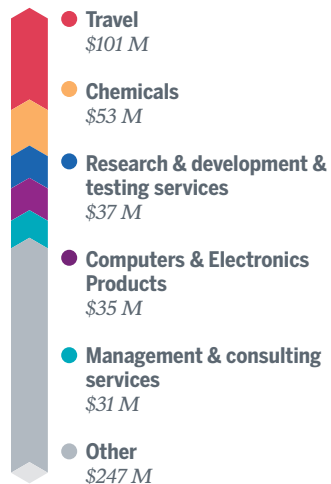 Travel
$101 M
Chemicals
$53 M
Research & development &
testing services
$37 M
Computers & Electronics
Products
$35 M
Management & consulting
services
$31 M
Other
$247 M